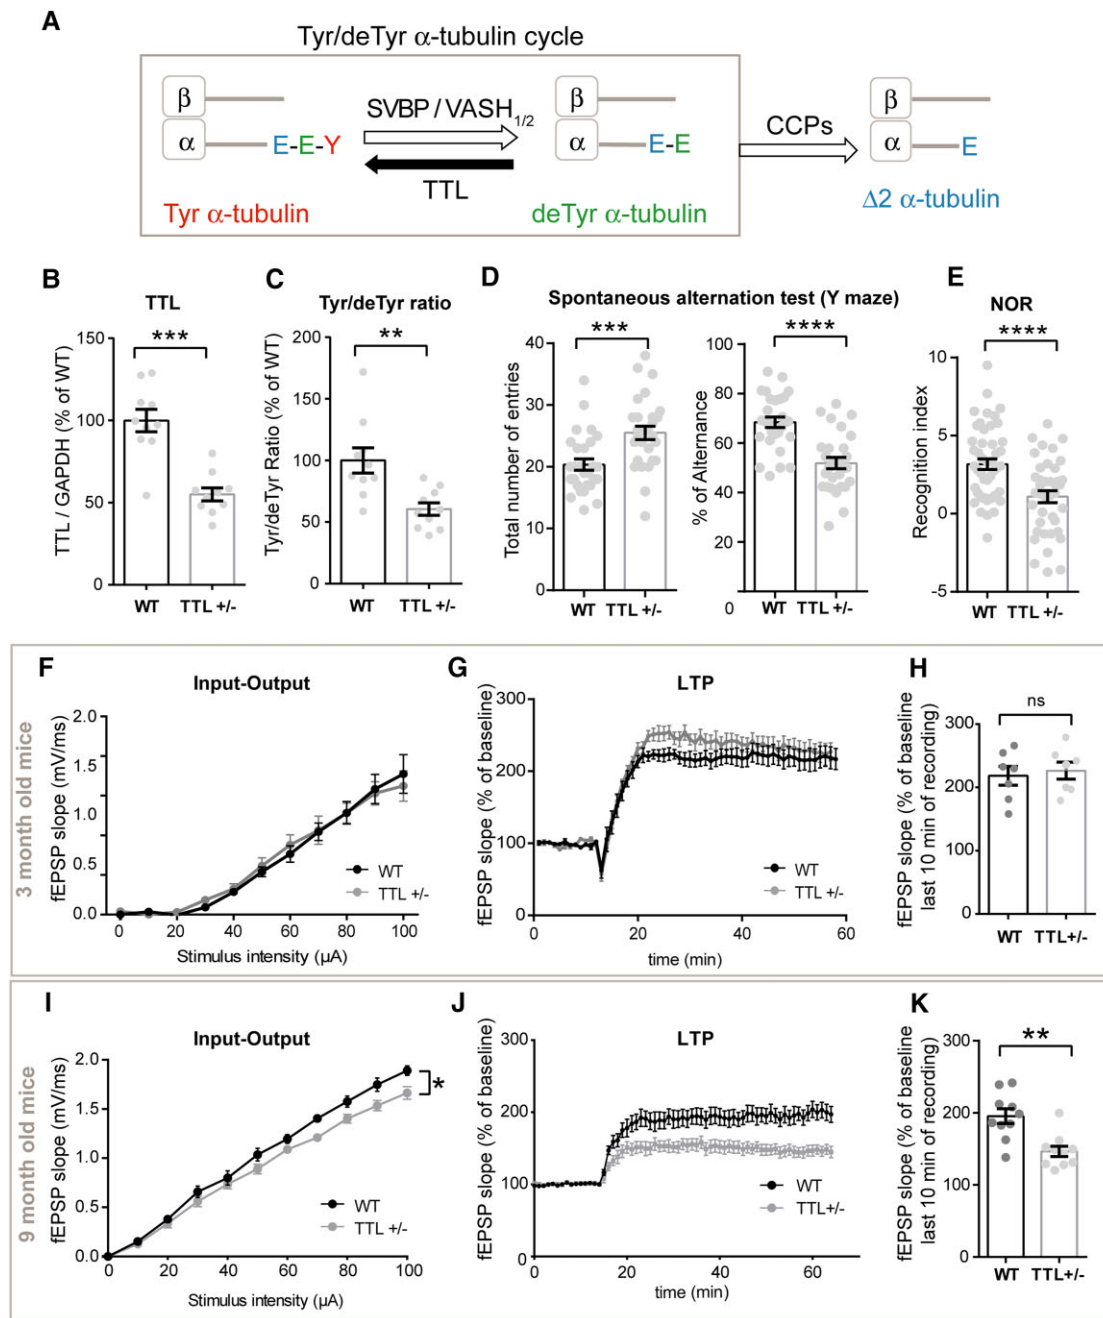 A
Tyr/deTyr α-tubulin cycle
β
α
E-E-Y
Tyr α-tubulin
SVBP / VASH1/2
TTL
β
α
E-E
deTyr α-tubulin
CCPs
β
α
E
Δ2 α-tubulin
B
TTL
***
TTL / GAPDH (% of WT)
150
100
50
0
WT TTL +/-
C
Tyr/deTyr ratio
**
Tyr/deTyr Ratio (% of WT)
200
150
100
50
0
WT TTL +/-
D
Spontaneous alternation test (Y maze)
***
Total number of entries
40
30
20
10
0
WT TTL +/-
****
% of Alternance
100
80
60
40
20
0
WT TTL +/-
E
NOR
****
Recognition index
10
5
0
-5
WT TTL +/-
3 month old mice
F
Input-Output
fEPSP slope (mV/ms)
2.0
1.5
1.0
0.5
0.0
0 20 40 60 80 100
Stimulus intensity (µA)
WT
TTL +/-
G
LTP
fEPSP slope (% of baseline)
300
200
100
0
0 20 40 60
time (min)
WT
TTL +/-
H
ns
fEPSP slope (% of baseline
last 10 min of recording)
300
200
100
0
WT TTL+/-
9 month old mice
I
Input-Output
fEPSP slope (mV/ms)
2.0
1.5
1.0
0.5
0.0
0 20 40 60 80 100
Stimulus intensity (µA)
*
WT
TTL +/-
J
LTP
fEPSP slope (% of baseline)
300
200
100
0
0 20 40 60
time (min)
WT
TTL+/-
K
**
fEPSP slope (% of baseline
last 10 min of recording)
300
200
100
0
WT TTL+/-